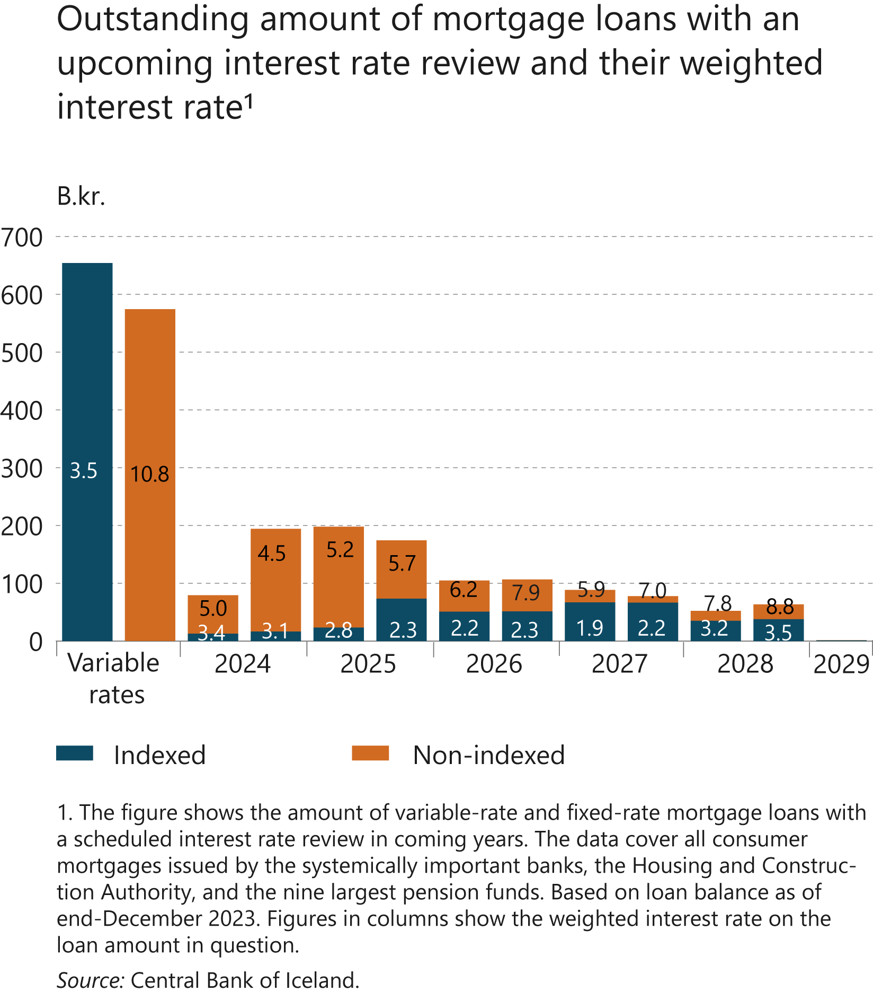 Outstanding amount of mortgage loans with an
upcoming interest rate review and their weighted
interest rate¹
B.kr.
700
600
500
400
300
200
100
0
3.5
10.8
5.0
3.4
4.5
3.1
5.2
2.8
5.7
2.3
6.2
2.2
7.9
2.3
5.9
1.9
7.0
2.2
7.8
3.2
8.8
3.5
Variable
rates
2024
2025
2026
2027
2028
2029
Indexed
Non-indexed
1. The figure shows the amount of variable-rate and fixed-rate mortgage loans with
a scheduled interest rate review in coming years. The data cover all consumer
mortgages issued by the systemically important banks, the Housing and Construc-
tion Authority, and the nine largest pension funds. Based on loan balance as of
end-December 2023. Figures in columns show the weighted interest rate on the
loan amount in question.
Source: Central Bank of Iceland.